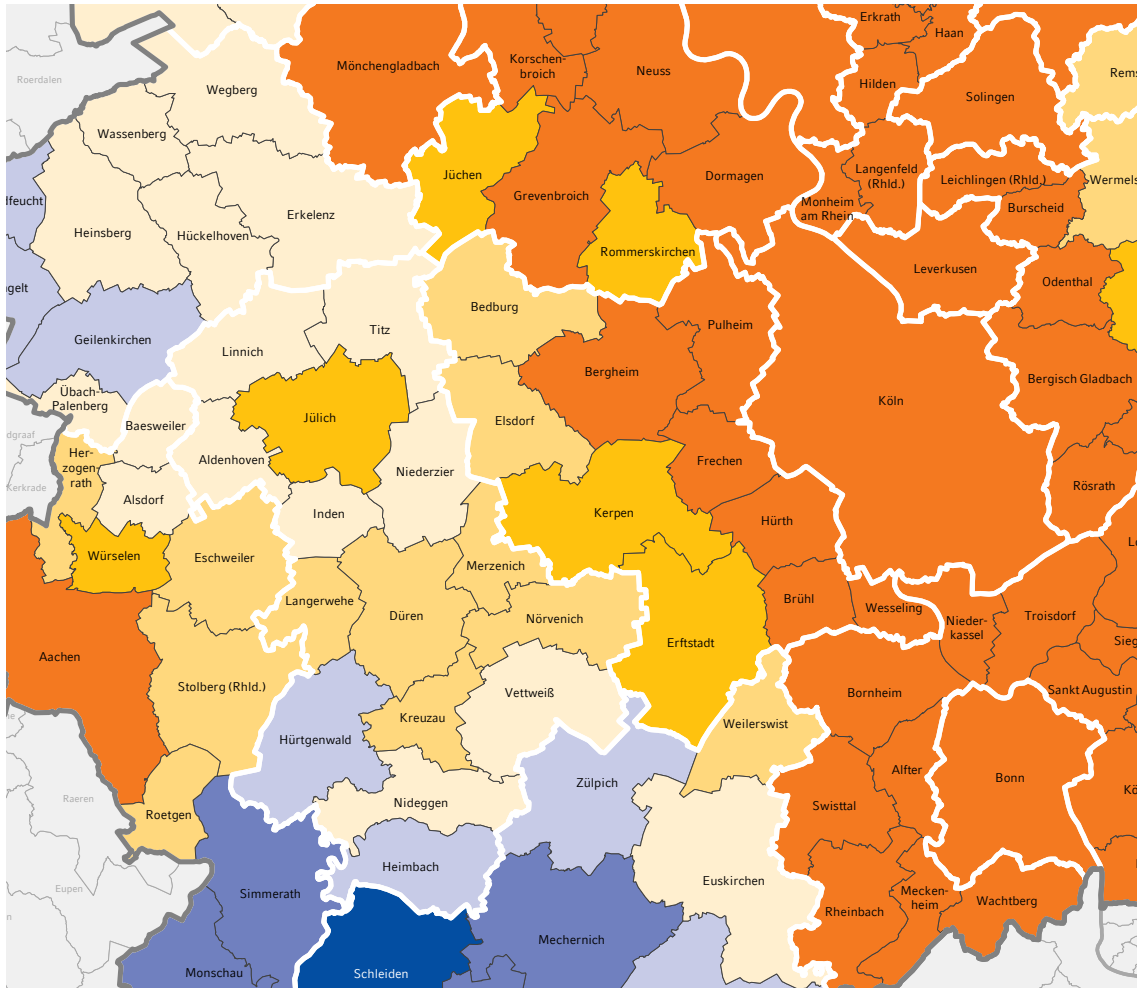 Erkrath
Haan
Korschen-
broich
Mönchengladbach
Neuss
Roerdalen
Rems
Hilden
Wegberg
Solingen
Wassenberg
Jüchen
Dormagen
Langenfeld
(Rhld.)
Leichlingen (Rhld.)
Wermels
lfeucht
Grevenbroich
Monheim
am Rhein
Burscheid
Erkelenz
Heinsberg
Hückelhoven
Rommerskirchen
Leverkusen
Odenthal
ngelt
Bedburg
Geilenkirchen
Titz
Pulheim
Linnich
Bergheim
Bergisch Gladbach
Übach-
Palenberg
Köln
Baesweiler
Jülich
Elsdorf
dgraaf
Her-
zogen-
rath
Aldenhoven
Niederzier
Frechen
Kerkrade
Rösrath
Alsdorf
Inden
Kerpen
Hürth
Lo
Würselen
Eschweiler
Merzenich
Langerwehe
Düren
Nörvenich
Brühl
Wesseling
Nieder-
kassel
Troisdorf
Sieg
Aachen
Erftstadt
Stolberg (Rhld.)
Vettweiß
Bornheim
Sankt Augustin
Kreuzau
Weilerswist
Hürtgenwald
Alfter
Zülpich
Bonn
Raeren
Nideggen
Swisttal
Kö
Roetgen
Heimbach
Eupen
Simmerath
Euskirchen
Mecken-
heim
Wachtberg
Rheinbach
Mechernich
Monschau
Schleiden